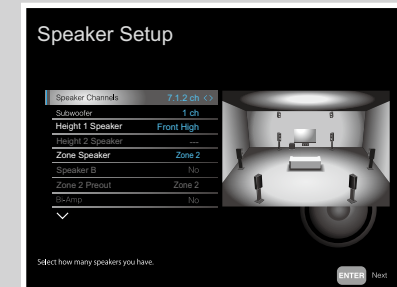 Speaker Setup
Speaker Channels 7.1.2 ch < >
Subwoofer 1 ch
Height 1 Speaker Front High
Height 2 Speaker ---
Zone Speaker Zone 2
Speaker B No
Zone 2 Preout Zone 2
Bi-Amp No
Select how many speakers you have.
ENTER Next